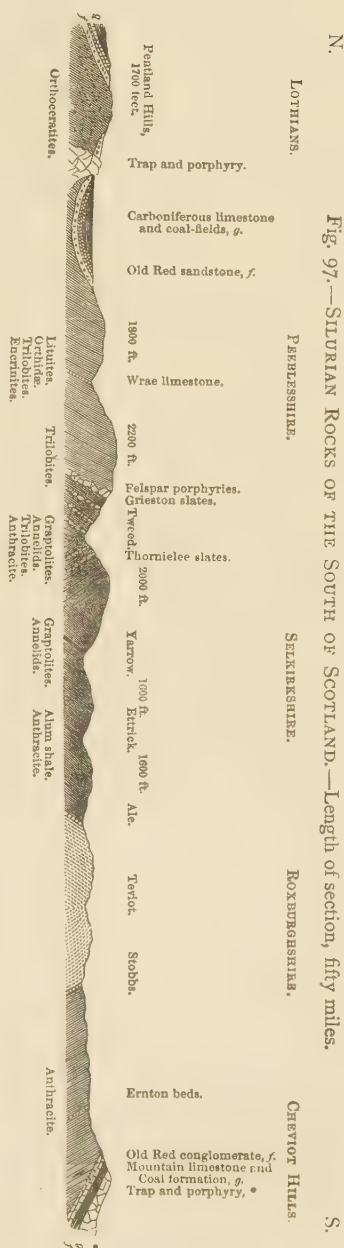 Fig. 97.—SILURIAN ROCKS OF THE SOUTH OF SCOTLAND.—Length of section, fifty miles.
N.
S.
LOTHIANS.
PEEBLESSHIRE.
SELKIRKSHIRE.
ROXBURGHSHIRE.
CHEVIOT HILLS.
Pentland Hills,
1700 feet.
Trap and porphyry.
Carboniferous limestone
and coal-fields, g.
Old Red sandstone, f.
1800 ft.
Wrae limestone.
2200 ft.
Felspar porphyries.
Grieston slates.
Tweed.
Thornielee slates.
2000 ft.
Yarrow.
1000 ft.
Ettrick.
1600 ft.
Ale.
Teviot.
Stobbs.
Ernton beds.
Old Red conglomerate, f.
Mountain limestone and
Coal formation, g.
Trap and porphyry, *
g
f
Orthoceratites.
Lituites.
Orthidæ.
Trilobites.
Encrinites.
Trilobites.
Graptolites.
Annelids.
Trilobites.
Anthracite.
Graptolites.
Annelids.
Alum shale.
Anthracite.
Anthracite.